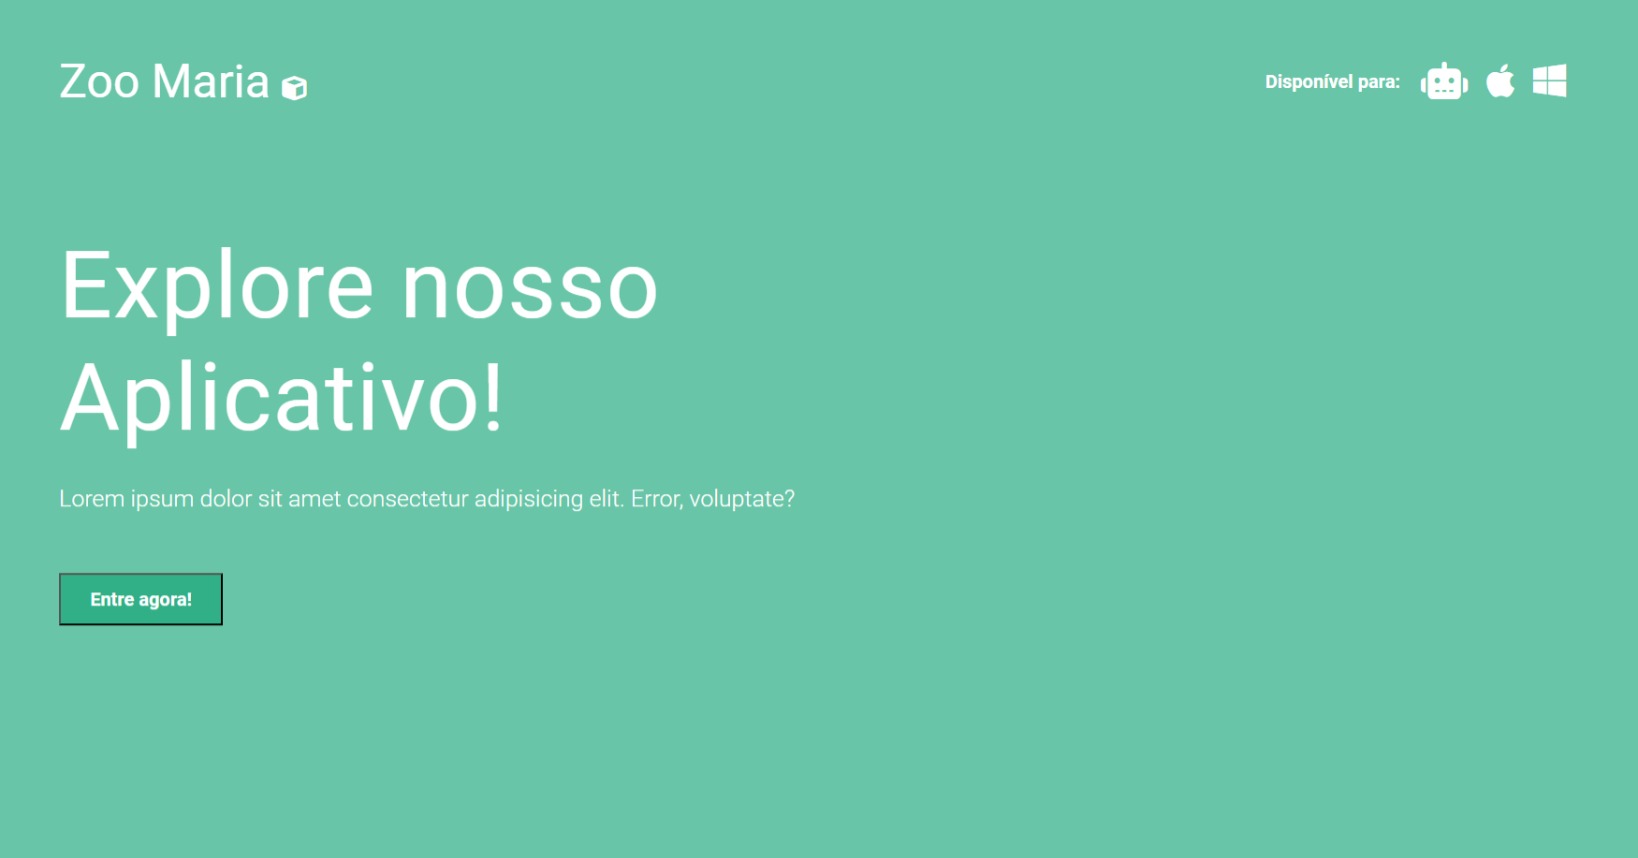 Zoo Maria
Disponível para:
Explore nosso
Aplicativo!
Lorem ipsum dolor sit amet consectetur adipisicing elit. Error, voluptate?
Entre agora!